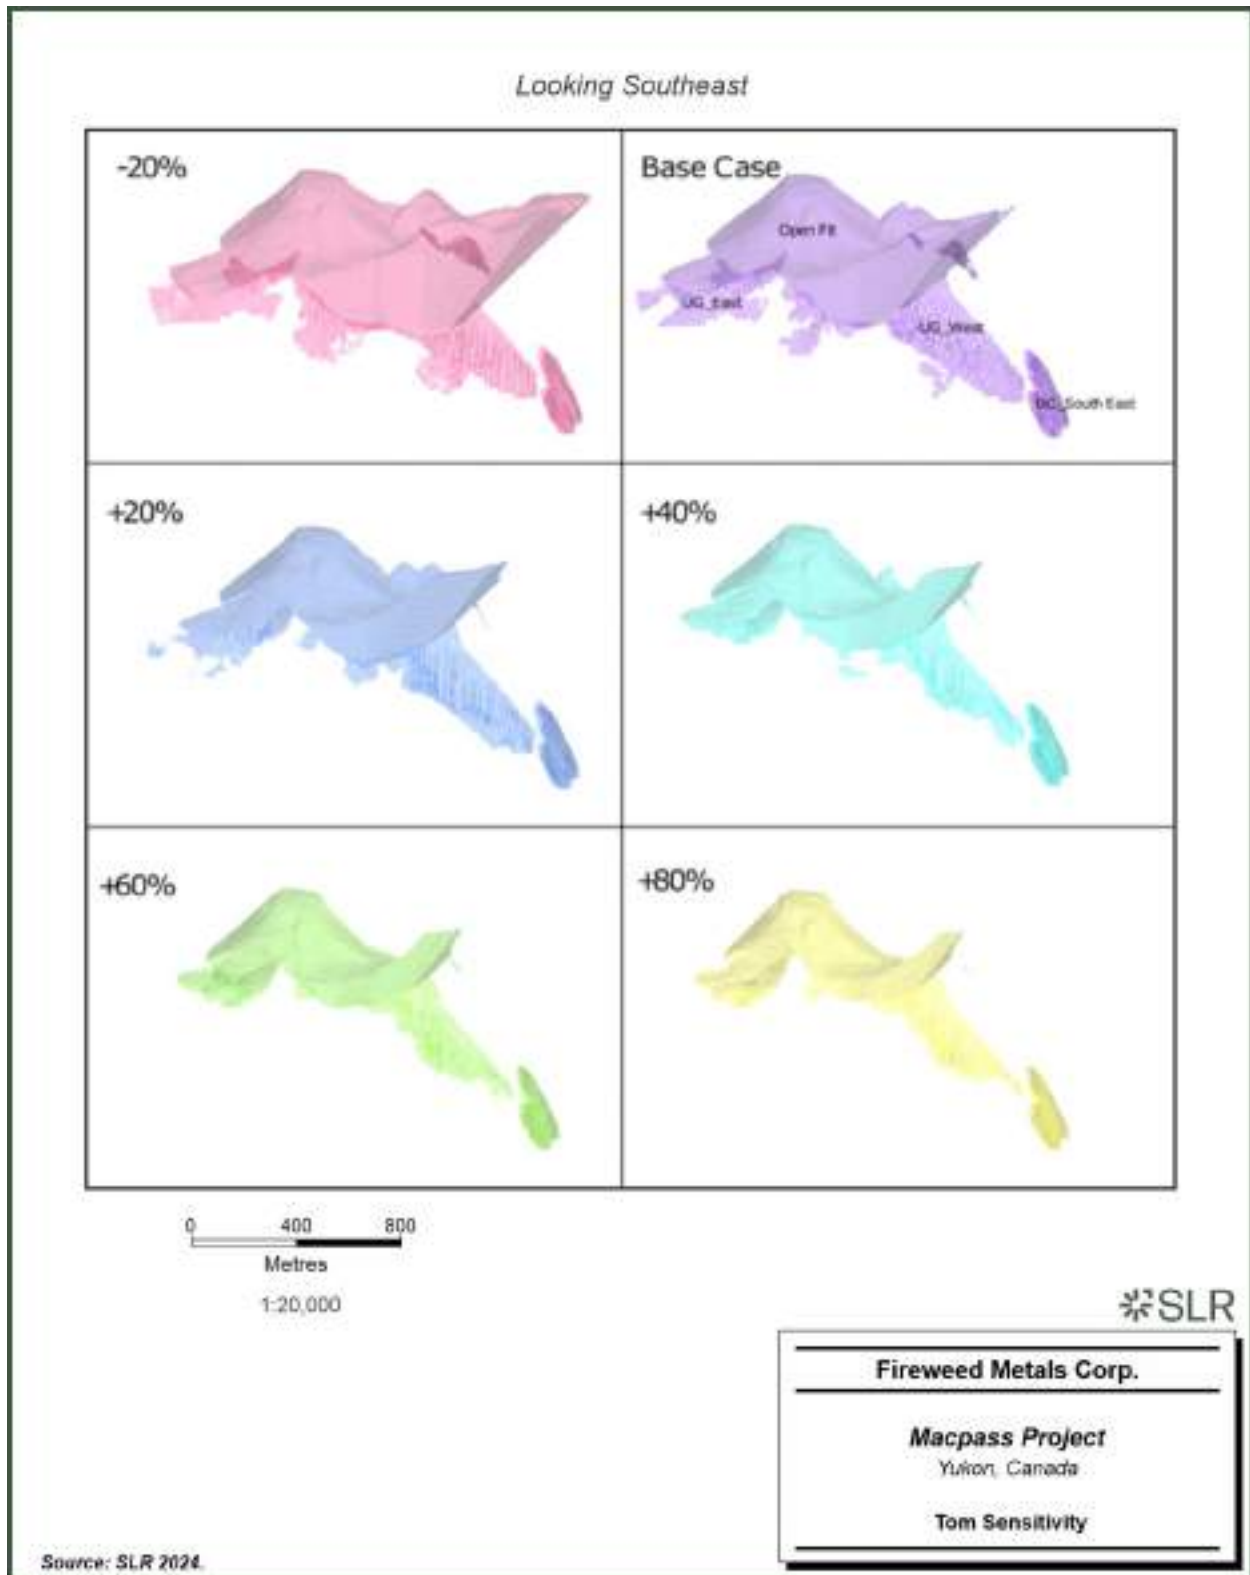 Looking Southeast
-20%
Base Case
Open Pit
UG_East
UG_West
South East
+20%
+40%
+60%
+80%
0 400 800
Metres
1:20,000
SLR
Fireweed Metals Corp.
Macpass Project
Yukon, Canada
Tom Sensitivity
Source: SLR 2024.